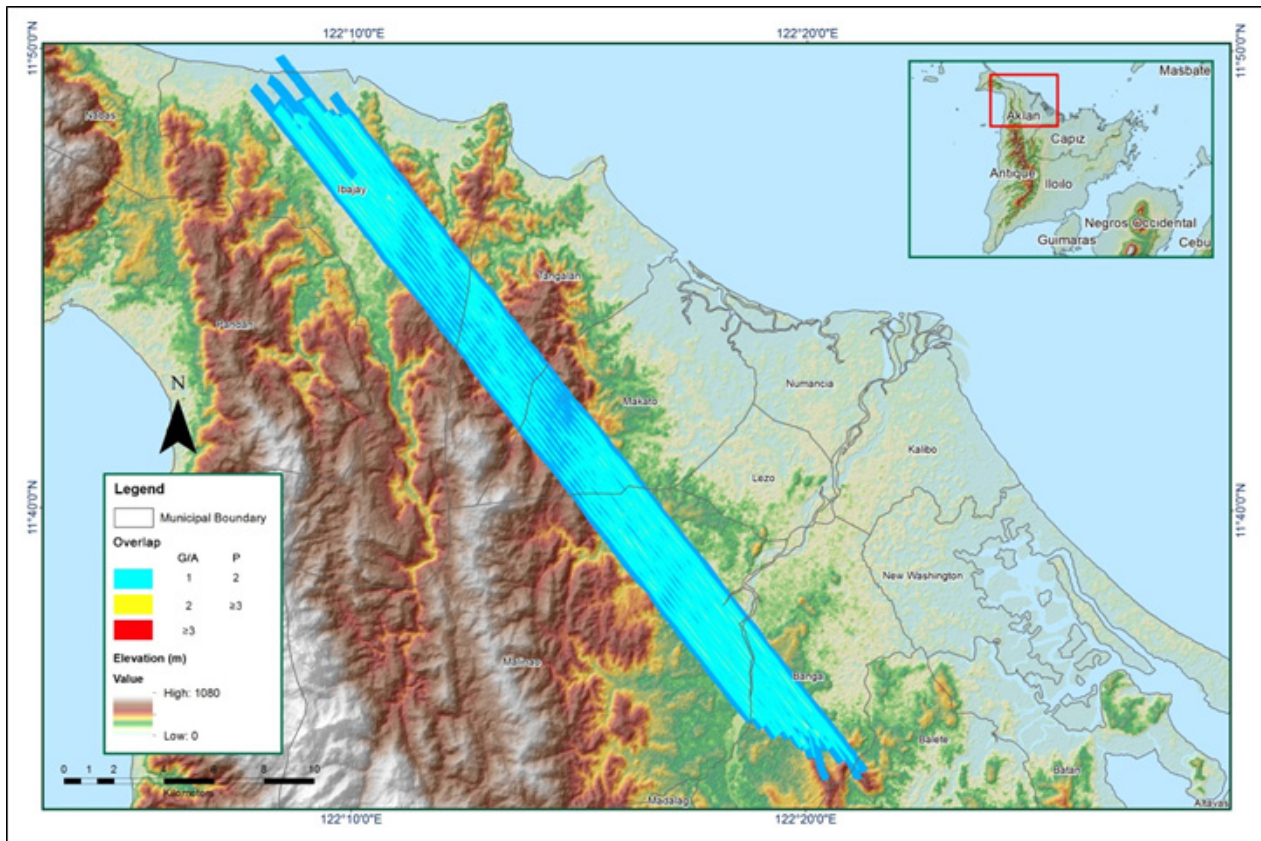 122°10'0"E
122°20'0"E
11°50'0"N
11°50'0"N
Masbate
Aklan
Capiz
Antique
Iloilo
Negros Occidental
Guimaras
Cebu
Nabas
Ibajay
Tangalan
Pandan
N
Numancia
Makato
Kalibo
Lezo
11°40'0"N
11°40'0"N
New Washington
Malinao
Banga
Balete
Batan
Madalag
Altavas
Legend
Municipal Boundary
Overlap
G/A P
1 2
2 ≥3
≥3
Elevation (m)
Value
High: 1080
Low: 0
0 1 2 4 6 8 10
Kilometers
122°10'0"E
122°20'0"E